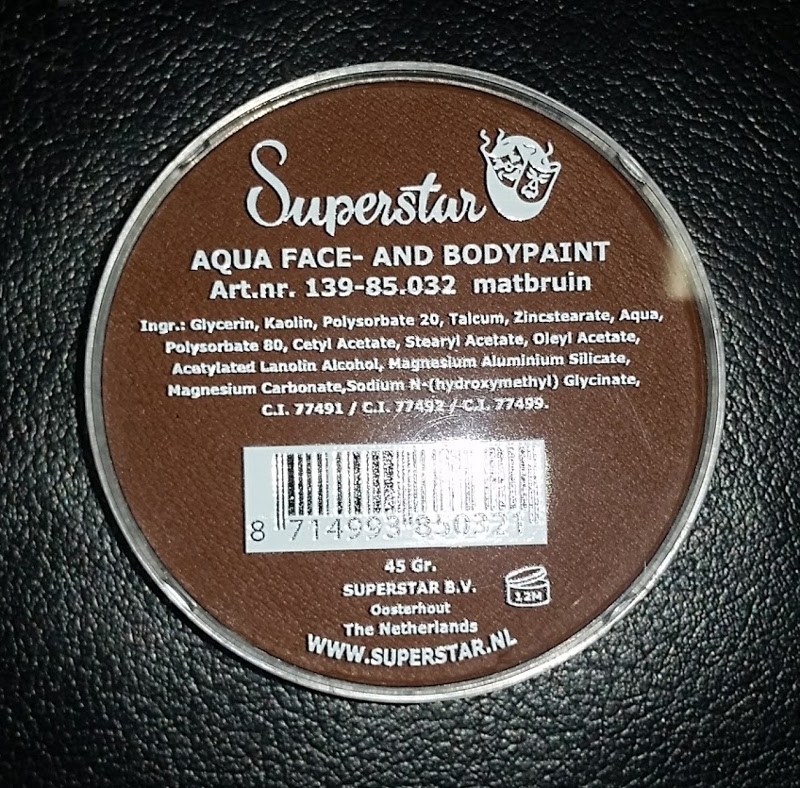 Superstar
AQUA FACE- AND BODYPAINT
Art.nr. 139-85.032 matbruin
Ingr.: Glycerin, Kaolin, Polysorbate 20, Talcum, Zincstearate, Aqua,
Polysorbate 80, Cetyl Acetate, Stearyl Acetate, Oleyl Acetate,
Acetylated Lanolin Alcohol, Magnesium Aluminium Silicate,
Magnesium Carbonate,Sodium N-(hydroxymethyl) Glycinate,
C.I. 77491 / C.I. 77492 / C.I. 77499.
8 714993 850321
45 Gr.
SUPERSTAR B.V.
12M
Oosterhout
The Netherlands
WWW.SUPERSTAR.NL